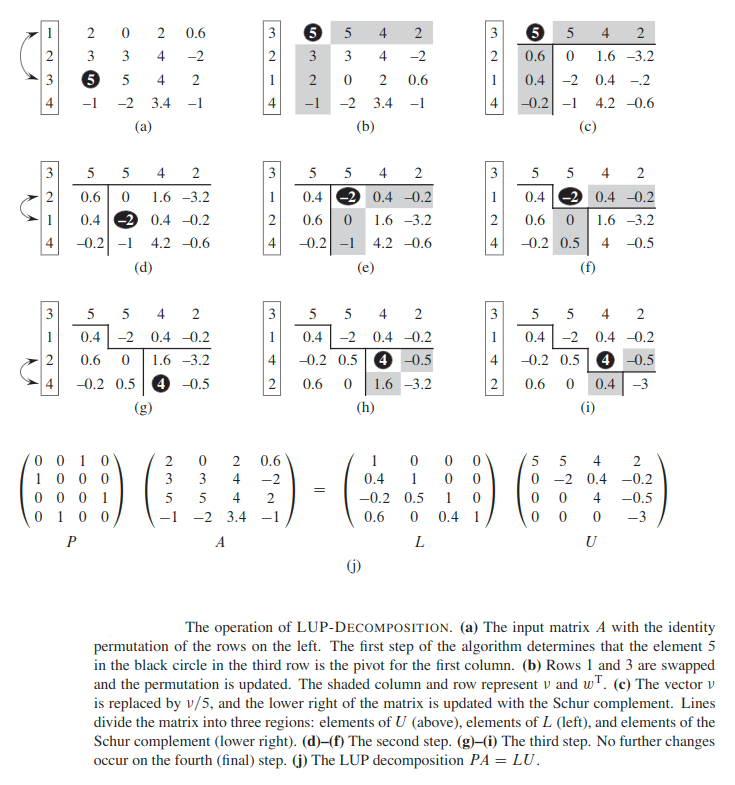 1 2 0 2 0.6 3 5 5 4 2 3 5 5 4 2
2 3 3 4 –2 2 3 3 4 –2 2 0.6 0 1.6 –3.2
3 5 5 4 2 1 2 0 2 0.6 1 0.4 –2 0.4 –.2
4 –1 –2 3.4 –1 4 –1 –2 3.4 –1 4 –0.2 –1 4.2 –0.6
(a) (b) (c)
3 5 5 4 2 3 5 5 4 2 3 5 5 4 2
2 0.6 0 1.6 –3.2 1 0.4 –2 0.4 –0.2 1 0.4 –2 0.4 –0.2
1 0.4 –2 0.4 –0.2 2 0.6 0 1.6 –3.2 2 0.6 0 1.6 –3.2
4 –0.2 –1 4.2 –0.6 4 –0.2 –1 4.2 –0.6 4 –0.2 0.5 4 –0.5
(d) (e) (f)
3 5 5 4 2 3 5 5 4 2 3 5 5 4 2
1 0.4 –2 0.4 –0.2 1 0.4 –2 0.4 –0.2 1 0.4 –2 0.4 –0.2
2 0.6 0 1.6 –3.2 4 –0.2 0.5 4 –0.5 4 –0.2 0.5 4 –0.5
4 –0.2 0.5 4 –0.5 2 0.6 0 1.6 –3.2 2 0.6 0 0.4 –3
(g) (h) (i)
0 0 1 0 2 0 2 0.6 1 0 0 0 5 5 4 2
1 0 0 0 3 3 4 –2 0.4 1 0 0 0 –2 0.4 –0.2
0 0 0 1 5 5 4 2 = –0.2 0.5 1 0 0 0 4 –0.5
0 1 0 0 –1 –2 3.4 –1 0.6 0 0.4 1 0 0 0 –3
P A L U
(j)
The operation of LUP-DECOMPOSITION. (a) The input matrix A with the identity
permutation of the rows on the left. The first step of the algorithm determines that the element 5
in the black circle in the third row is the pivot for the first column. (b) Rows 1 and 3 are swapped
and the permutation is updated. The shaded column and row represent ν and wᵀ. (c) The vector ν
is replaced by ν/5, and the lower right of the matrix is updated with the Schur complement. Lines
divide the matrix into three regions: elements of U (above), elements of L (left), and elements of the
Schur complement (lower right). (d)–(f) The second step. (g)–(i) The third step. No further changes
occur on the fourth (final) step. (j) The LUP decomposition PA = LU.